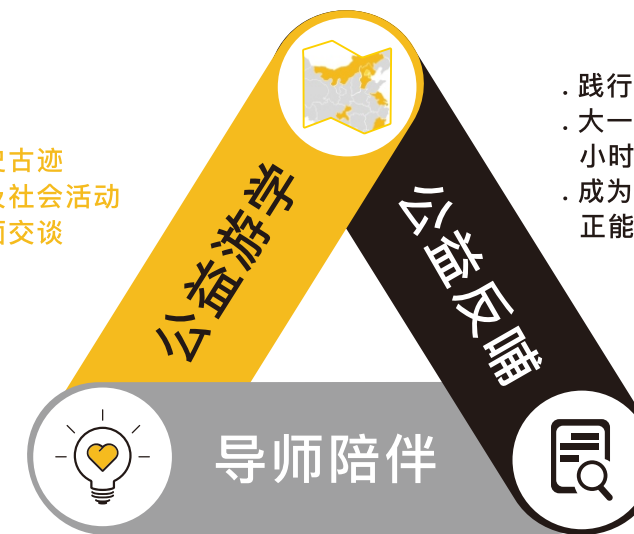 公益游学
公益反哺
导师陪伴
古迹
社会活动
交谈
. 践行
. 大一
小时
. 成为
正能